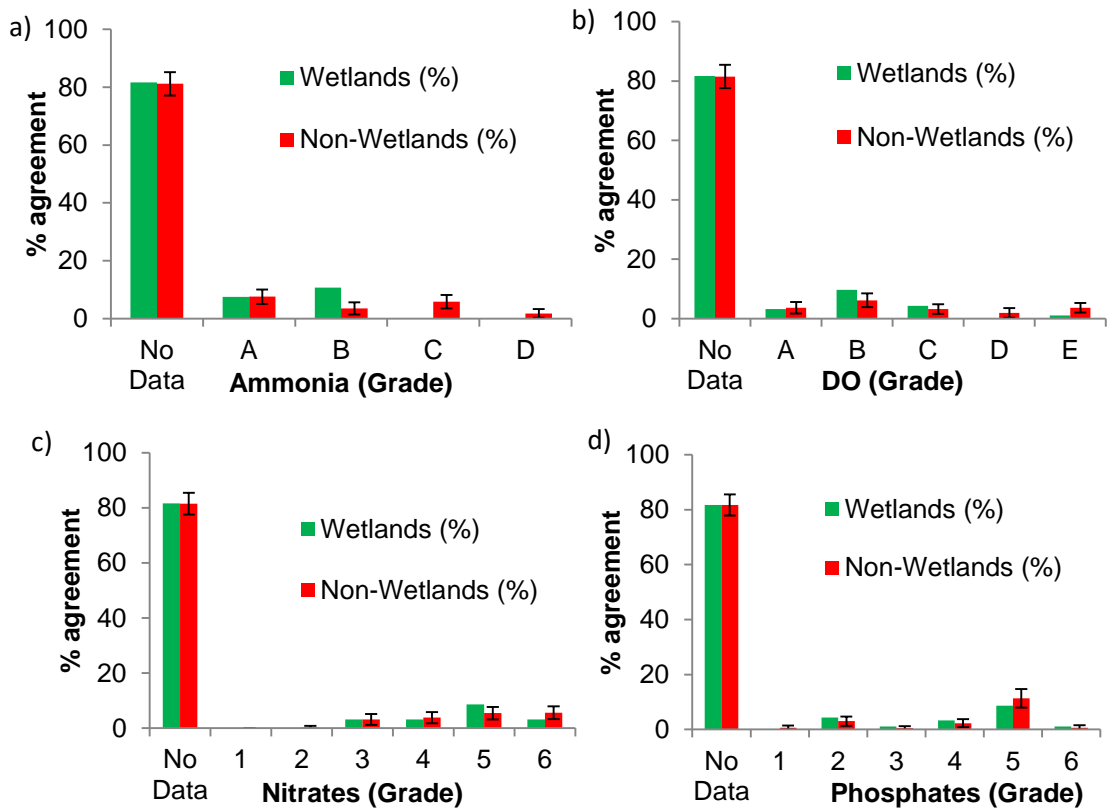 a)
% agreement
100
80
60
40
20
0
Wetlands (%)
Non-Wetlands (%)
No Data A B C D
Ammonia (Grade)
b)
% agreement
100
80
60
40
20
0
Wetlands (%)
Non-Wetlands (%)
No Data A B C D E
DO (Grade)
c)
% agreement
100
80
60
40
20
0
Wetlands (%)
Non-Wetlands (%)
No Data 1 2 3 4 5 6
Nitrates (Grade)
d)
% agreement
100
80
60
40
20
0
Wetlands (%)
Non-Wetlands (%)
No Data 1 2 3 4 5 6
Phosphates (Grade)